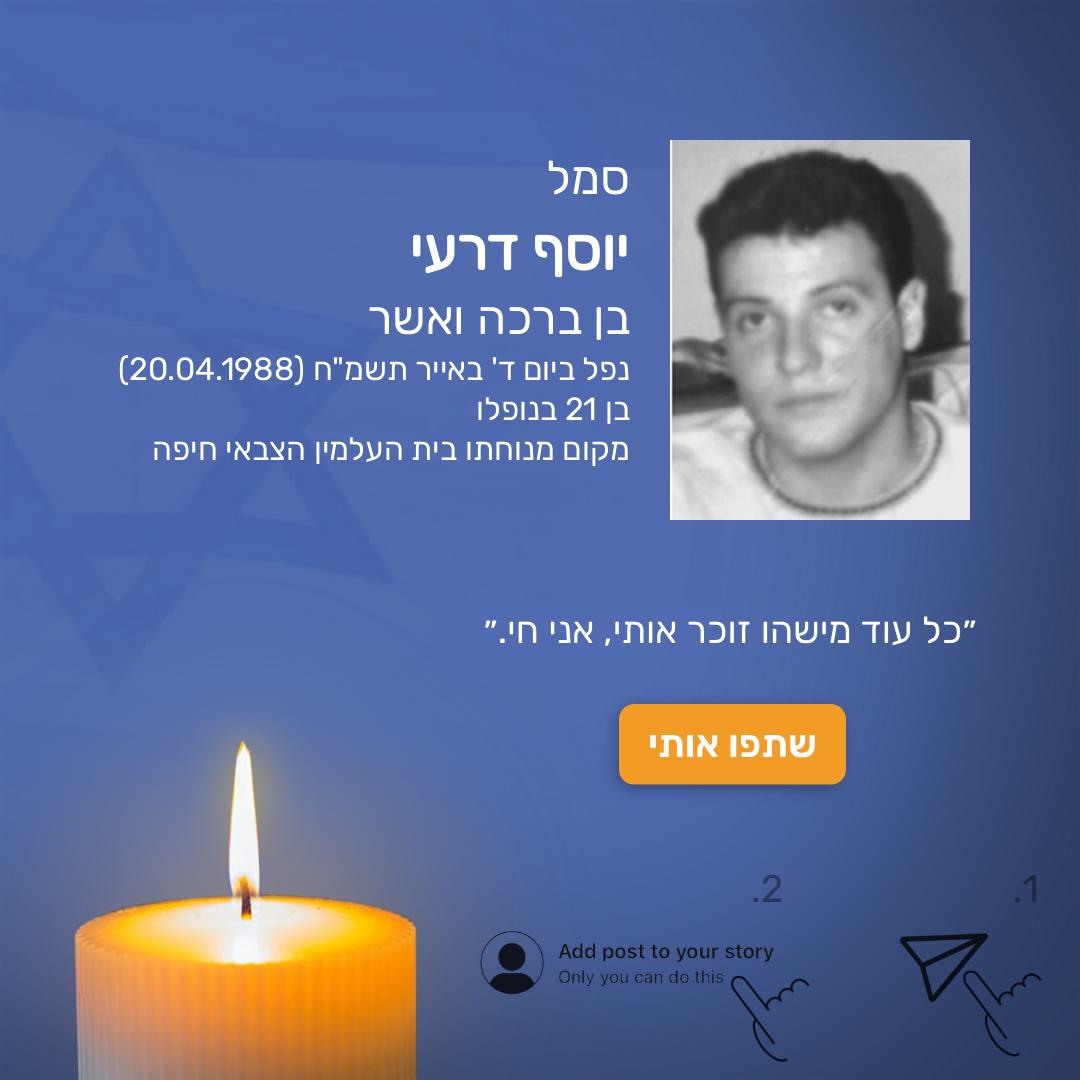 סמל
יוסף דרעי
בן ברכה ואשר
נפל ביום ד' באייר תשמ"ח (20.04.1988)
בן 21 בנופלו
מקום מנוחתו בית העלמין הצבאי חיפה
״כל עוד מישהו זוכר אותי, אני חי.״
שתפו אותי
1.
2.
Add post to your story
Only you can do this